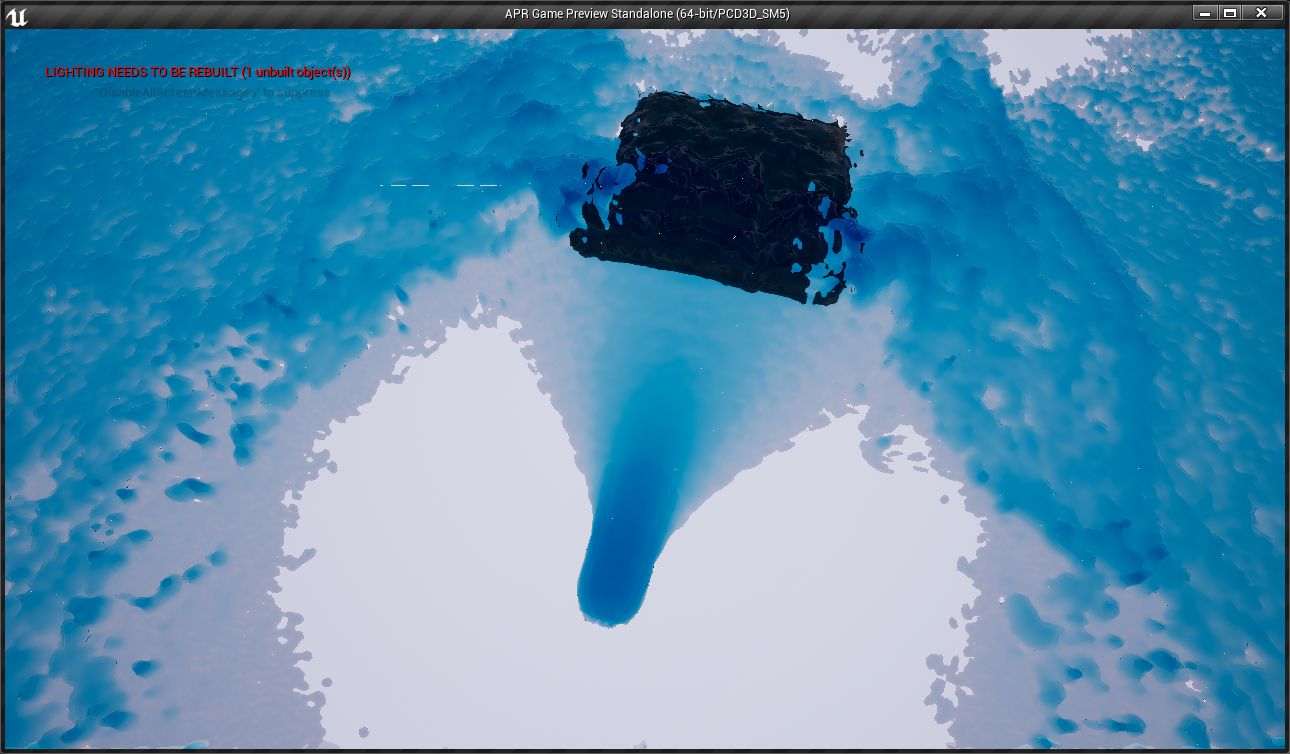 APR Game Preview Standalone (64-bit/PCD3D_SM5)
LIGHTING NEEDS TO BE REBUILT (1 unbuilt object(s))
'DisableAllScreenMessages' to suppress